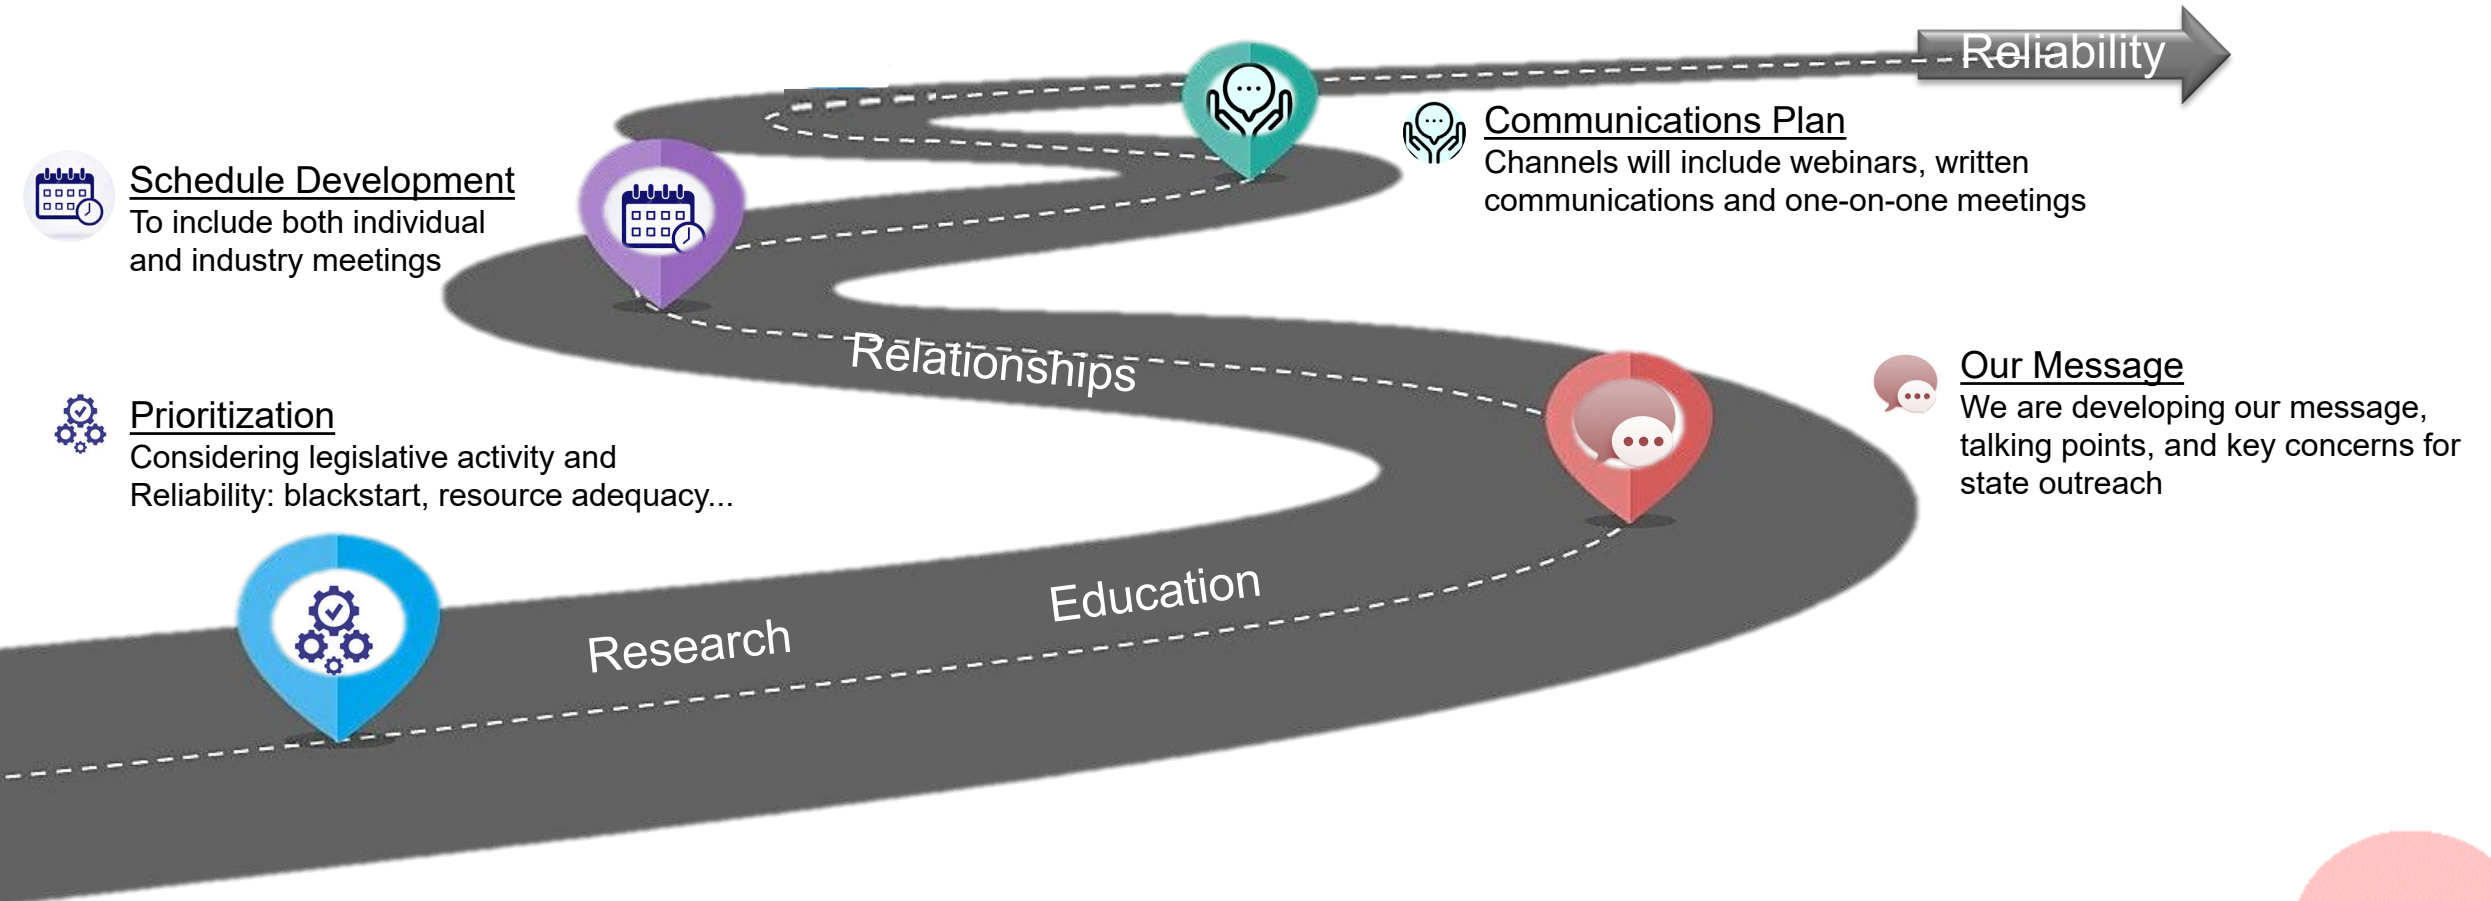 Reliability
Communications Plan
Channels will include webinars, written
communications and one-on-one meetings
Schedule Development
To include both individual
and industry meetings
Relationships
Our Message
We are developing our message,
talking points, and key concerns for
state outreach
Prioritization
Considering legislative activity and
Reliability: blackstart, resource adequacy...
Education
Research